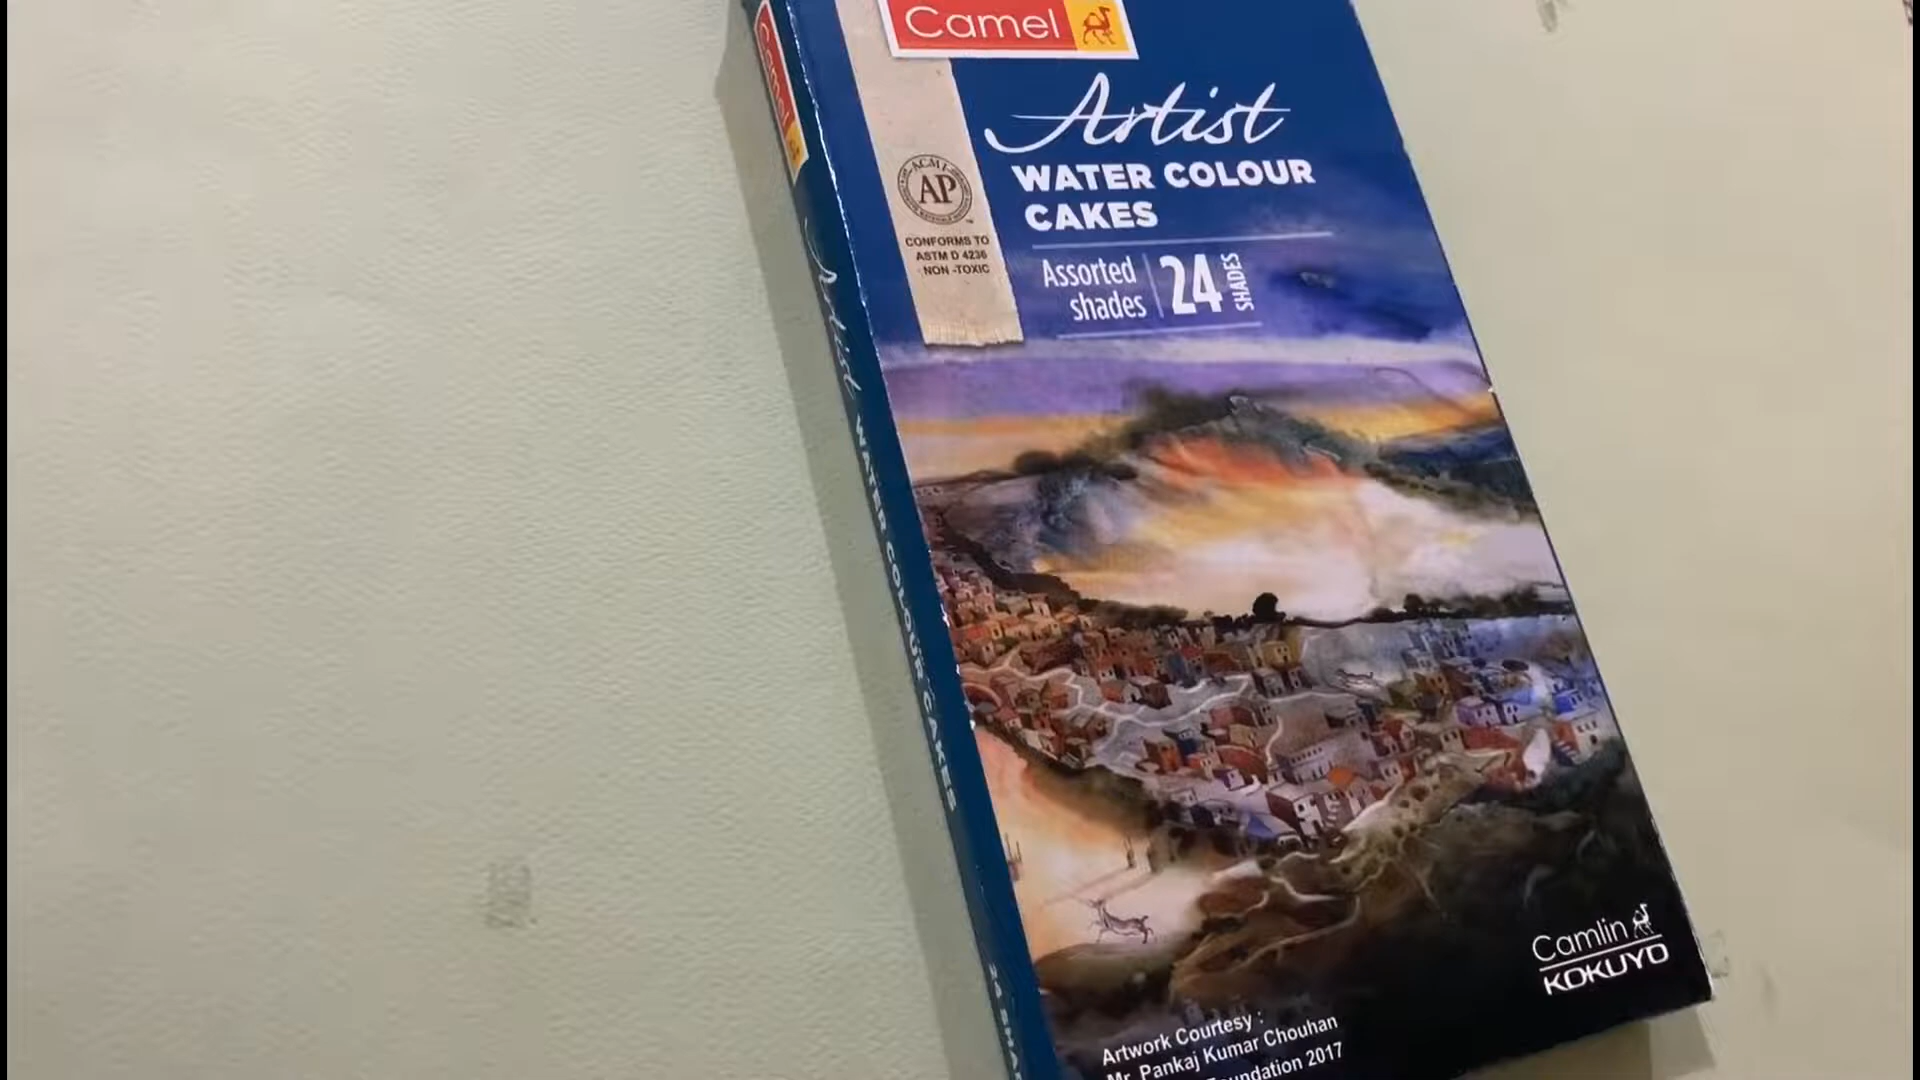 Camel
Artist
WATER COLOUR
CAKES
Assorted
shades
24
SHADES
ACMI
AP
CONFORMS TO
ASTM D 4236
NON -TOXIC
Camel
Artist WATER COLOUR CAKES
Camlin
KOKUYO
Artwork Courtesy :
Mr. Pankaj Kumar Chouhan
2017